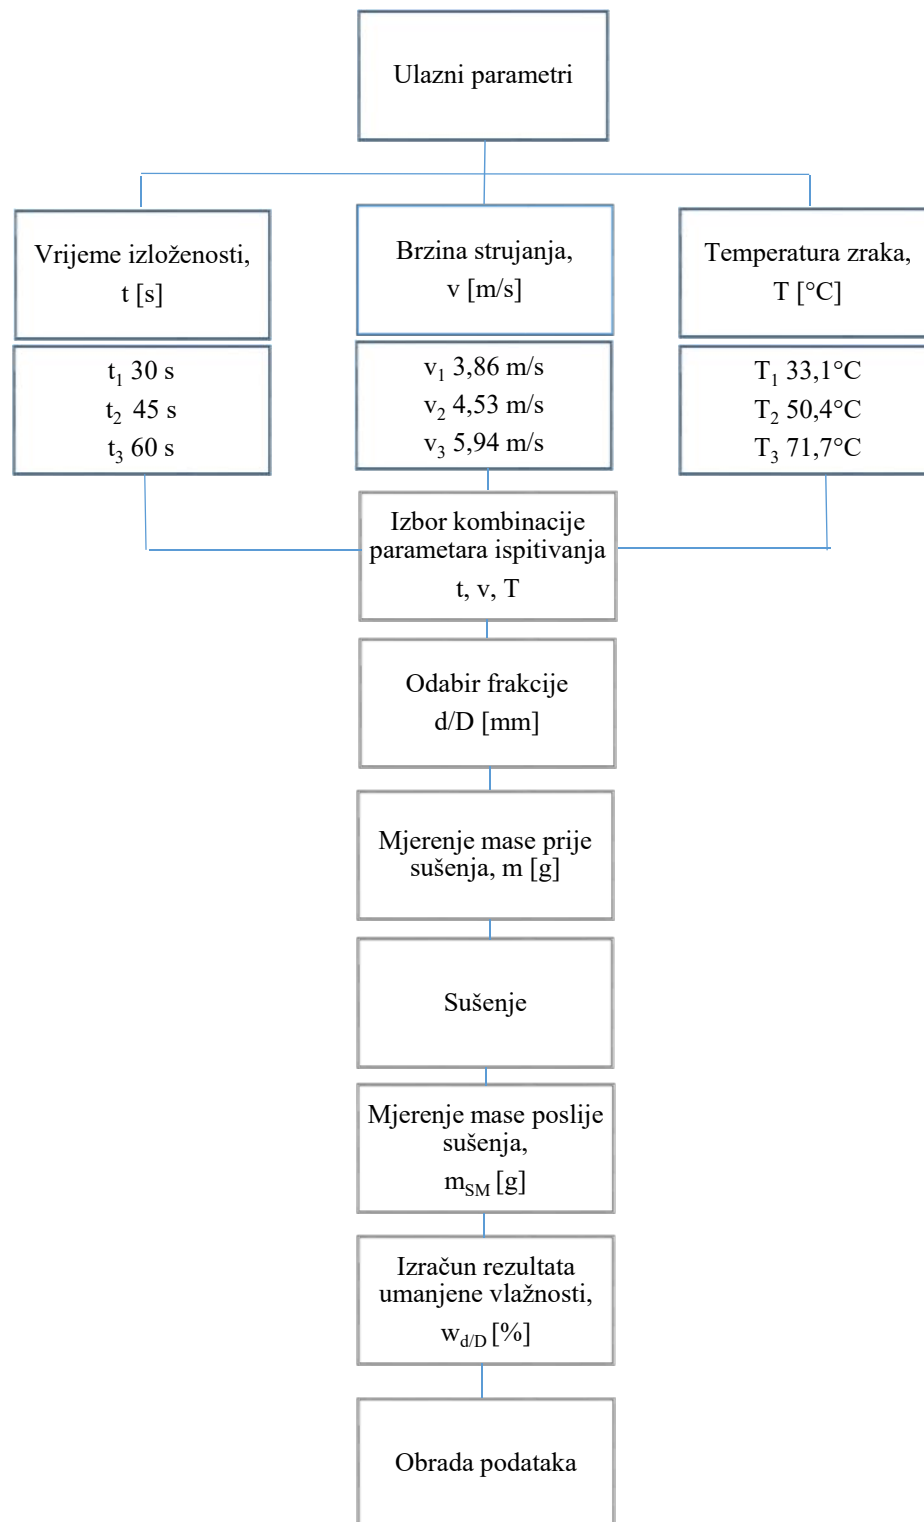 Ulazni parametri
Vrijeme izloženosti,
t [s]
Brzina strujanja,
v [m/s]
Temperatura zraka,
T [°C]
t₁ 30 s
t₂ 45 s
t₃ 60 s
v₁ 3,86 m/s
v₂ 4,53 m/s
v₃ 5,94 m/s
T₁ 33,1°C
T₂ 50,4°C
T₃ 71,7°C
Izbor kombinacije
parametara ispitivanja
t, v, T
Odabir frakcije
d/D [mm]
Mjerenje mase prije
sušenja, m [g]
Sušenje
Mjerenje mase poslije
sušenja,
m_SM [g]
Izračun rezultata
umanjene vlažnosti,
w_d/D [%]
Obrada podataka